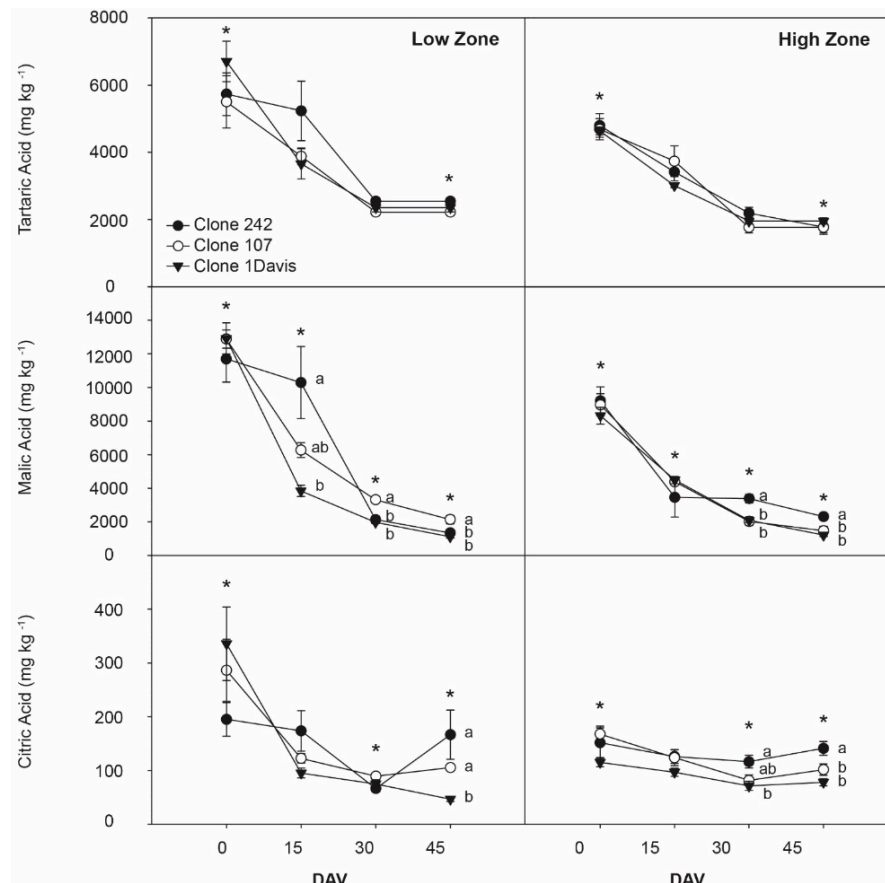 Low Zone
High Zone
Tartaric Acid (mg kg -1)
8000
6000
4000
2000
0
* * * *
Clone 242
Clone 107
Clone 1Davis
Malic Acid (mg kg -1)
14000
12000
10000
8000
6000
4000
2000
0
* * * * * * * *
a
ab
b
a
b
b
a
b
b
a
b
b
a
b
b
Citric Acid (mg kg -1)
400
300
200
100
0
* * * * * *
a
a
b
a
ab
b
a
b
b
0 15 30 45
0 15 30 45
DAV
DAV